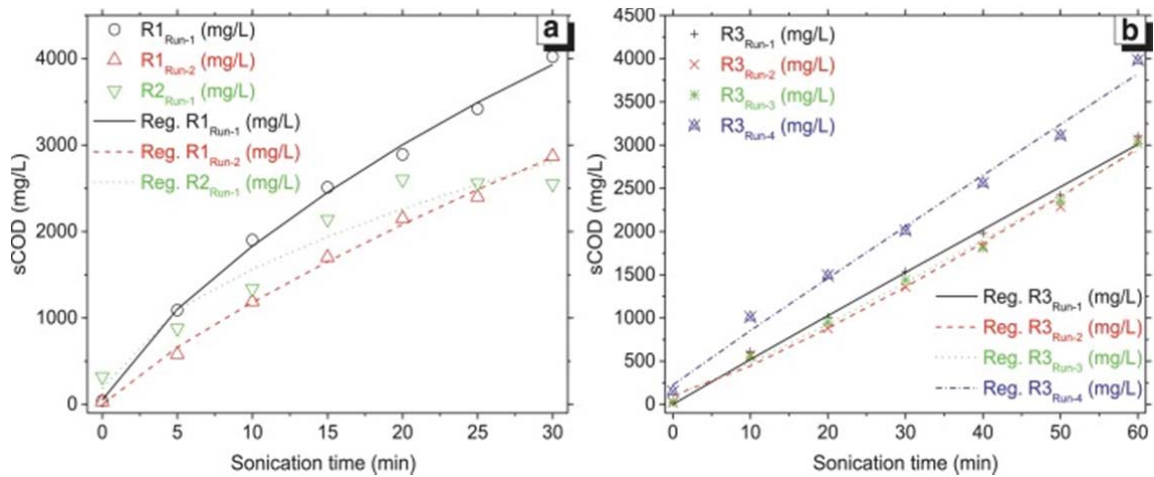 a
R1Run-1 (mg/L)
R1Run-2 (mg/L)
R2Run-1 (mg/L)
Reg. R1Run-1 (mg/L)
Reg. R1Run-2 (mg/L)
Reg. R2Run-1 (mg/L)
sCOD (mg/L)
4000
3000
2000
1000
0
0 5 10 15 20 25 30
Sonication time (min)
b
R3Run-1 (mg/L)
R3Run-2 (mg/L)
R3Run-3 (mg/L)
R3Run-4 (mg/L)
sCOD (mg/L)
4500
4000
3500
3000
2500
2000
1500
1000
500
0
Reg. R3Run-1 (mg/L)
Reg. R3Run-2 (mg/L)
Reg. R3Run-3 (mg/L)
Reg. R3Run-4 (mg/L)
0 10 20 30 40 50 60
Sonication time (min)